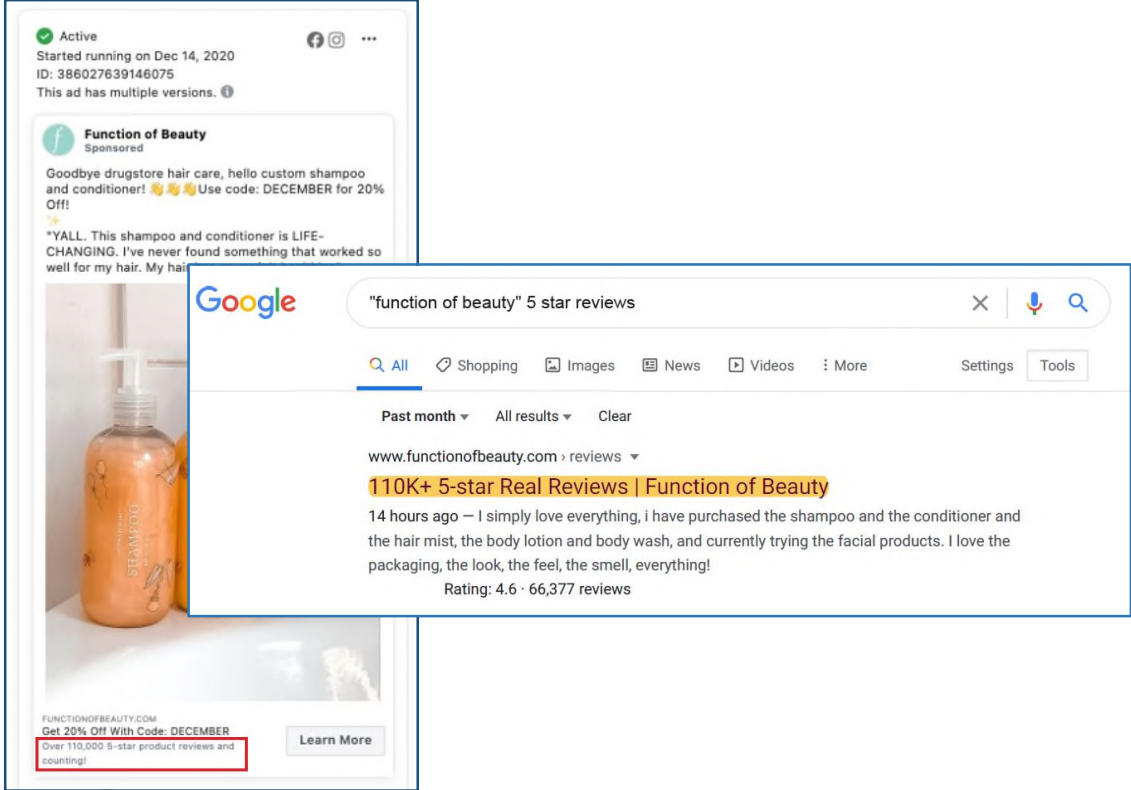 Active
Started running on Dec 14, 2020
ID: 386027639146075
This ad has multiple versions.
Function of Beauty
Sponsored
Goodbye drugstore hair care, hello custom shampoo
and conditioner! 👋👋👋Use code: DECEMBER for 20%
Off!
✨
"YALL. This shampoo and conditioner is LIFE-
CHANGING. I've never found something that worked so
well for my hair. My hair
SHAMPOO
FUNCTIONOFBEAUTY.COM
Get 20% Off With Code: DECEMBER
Over 110,000 5-star product reviews and
counting!
Learn More
Google
"function of beauty" 5 star reviews
All Shopping Images News Videos More Settings Tools
Past month All results Clear
www.functionofbeauty.com › reviews
110K+ 5-star Real Reviews | Function of Beauty
14 hours ago — I simply love everything, i have purchased the shampoo and the conditioner and
the hair mist, the body lotion and body wash, and currently trying the facial products. I love the
packaging, the look, the feel, the smell, everything!
Rating: 4.6 · 66,377 reviews